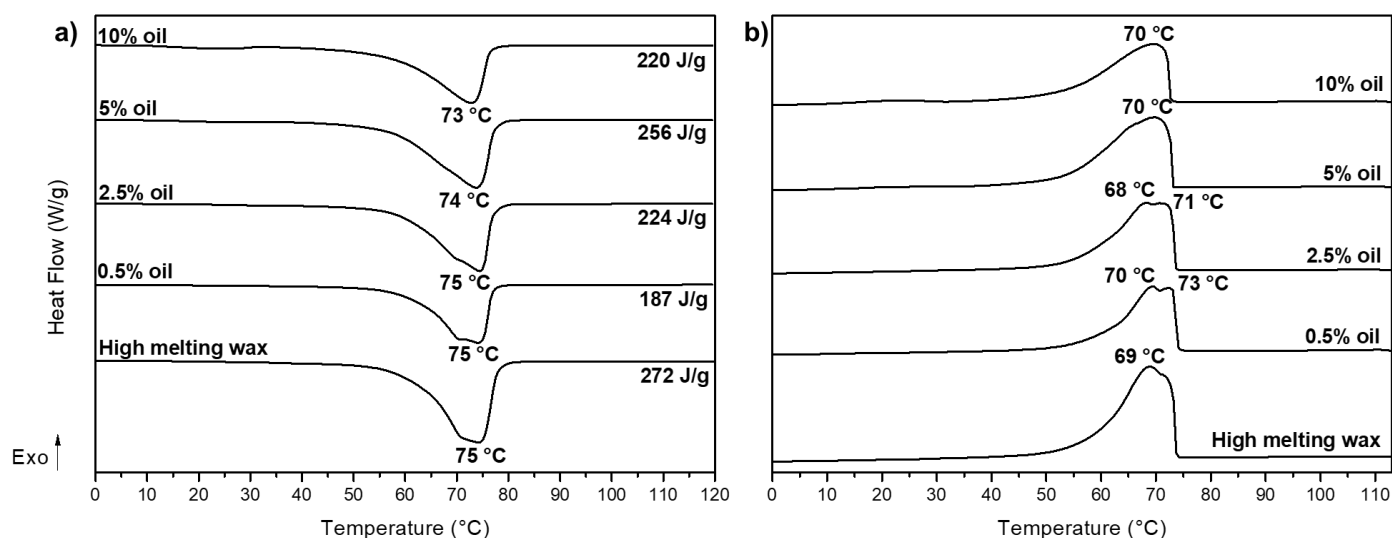 a)
10% oil
220 J/g
73 °C
5% oil
256 J/g
74 °C
2.5% oil
224 J/g
75 °C
0.5% oil
187 J/g
75 °C
High melting wax
272 J/g
75 °C
Heat Flow (W/g)
Exo
0 10 20 30 40 50 60 70 80 90 100 110 120
Temperature (°C)
b)
70 °C
10% oil
70 °C
5% oil
68 °C 71 °C
2.5% oil
70 °C 73 °C
0.5% oil
69 °C
High melting wax
0 10 20 30 40 50 60 70 80 90 100 110
Temperature (°C)